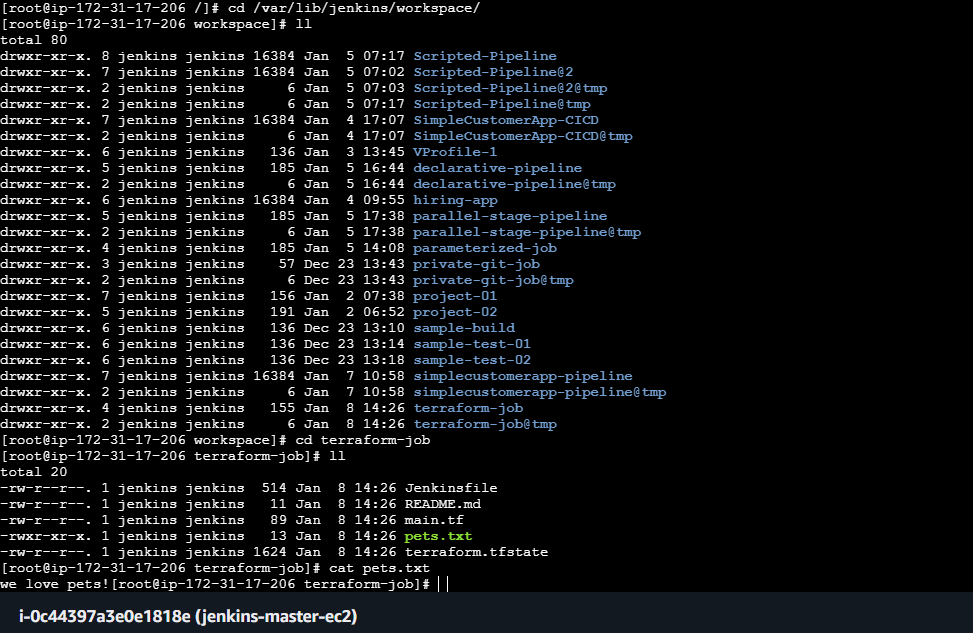 [root@ip-172-31-17-206 /]# cd /var/lib/jenkins/workspace/
[root@ip-172-31-17-206 workspace]# ll
total 80
drwxr-xr-x. 8 jenkins jenkins 16384 Jan  5 07:17 Scripted-Pipeline
drwxr-xr-x. 7 jenkins jenkins 16384 Jan  5 07:02 Scripted-Pipeline@2
drwxr-xr-x. 2 jenkins jenkins     6 Jan  5 07:03 Scripted-Pipeline@2@tmp
drwxr-xr-x. 2 jenkins jenkins     6 Jan  5 07:17 Scripted-Pipeline@tmp
drwxr-xr-x. 7 jenkins jenkins 16384 Jan  4 17:07 SimpleCustomerApp-CICD
drwxr-xr-x. 2 jenkins jenkins     6 Jan  4 17:07 SimpleCustomerApp-CICD@tmp
drwxr-xr-x. 6 jenkins jenkins   136 Jan  3 13:45 VProfile-1
drwxr-xr-x. 5 jenkins jenkins   185 Jan  5 16:44 declarative-pipeline
drwxr-xr-x. 2 jenkins jenkins     6 Jan  5 16:44 declarative-pipeline@tmp
drwxr-xr-x. 6 jenkins jenkins 16384 Jan  4 09:55 hiring-app
drwxr-xr-x. 5 jenkins jenkins   185 Jan  5 17:38 parallel-stage-pipeline
drwxr-xr-x. 2 jenkins jenkins     6 Jan  5 17:38 parallel-stage-pipeline@tmp
drwxr-xr-x. 4 jenkins jenkins   185 Jan  5 14:08 parameterized-job
drwxr-xr-x. 3 jenkins jenkins    57 Dec 23 13:43 private-git-job
drwxr-xr-x. 2 jenkins jenkins     6 Dec 23 13:43 private-git-job@tmp
drwxr-xr-x. 7 jenkins jenkins   156 Jan  2 07:38 project-01
drwxr-xr-x. 5 jenkins jenkins   191 Jan  2 06:52 project-02
drwxr-xr-x. 6 jenkins jenkins   136 Dec 23 13:10 sample-build
drwxr-xr-x. 6 jenkins jenkins   136 Dec 23 13:14 sample-test-01
drwxr-xr-x. 6 jenkins jenkins   136 Dec 23 13:18 sample-test-02
drwxr-xr-x. 7 jenkins jenkins 16384 Jan  7 10:58 simplecustomerapp-pipeline
drwxr-xr-x. 2 jenkins jenkins     6 Jan  7 10:58 simplecustomerapp-pipeline@tmp
drwxr-xr-x. 4 jenkins jenkins   155 Jan  8 14:26 terraform-job
drwxr-xr-x. 2 jenkins jenkins     6 Jan  8 14:26 terraform-job@tmp
[root@ip-172-31-17-206 workspace]# cd terraform-job
[root@ip-172-31-17-206 terraform-job]# ll
total 20
-rw-r--r--. 1 jenkins jenkins  514 Jan  8 14:26 Jenkinsfile
-rw-r--r--. 1 jenkins jenkins   11 Jan  8 14:26 README.md
-rw-r--r--. 1 jenkins jenkins   89 Jan  8 14:26 main.tf
-rwxr-xr-x. 1 jenkins jenkins   13 Jan  8 14:26 pets.txt
-rw-r--r--. 1 jenkins jenkins 1624 Jan  8 14:26 terraform.tfstate
[root@ip-172-31-17-206 terraform-job]# cat pets.txt
we love pets![root@ip-172-31-17-206 terraform-job]#
i-0c44397a3e0e1818e (jenkins-master-ec2)